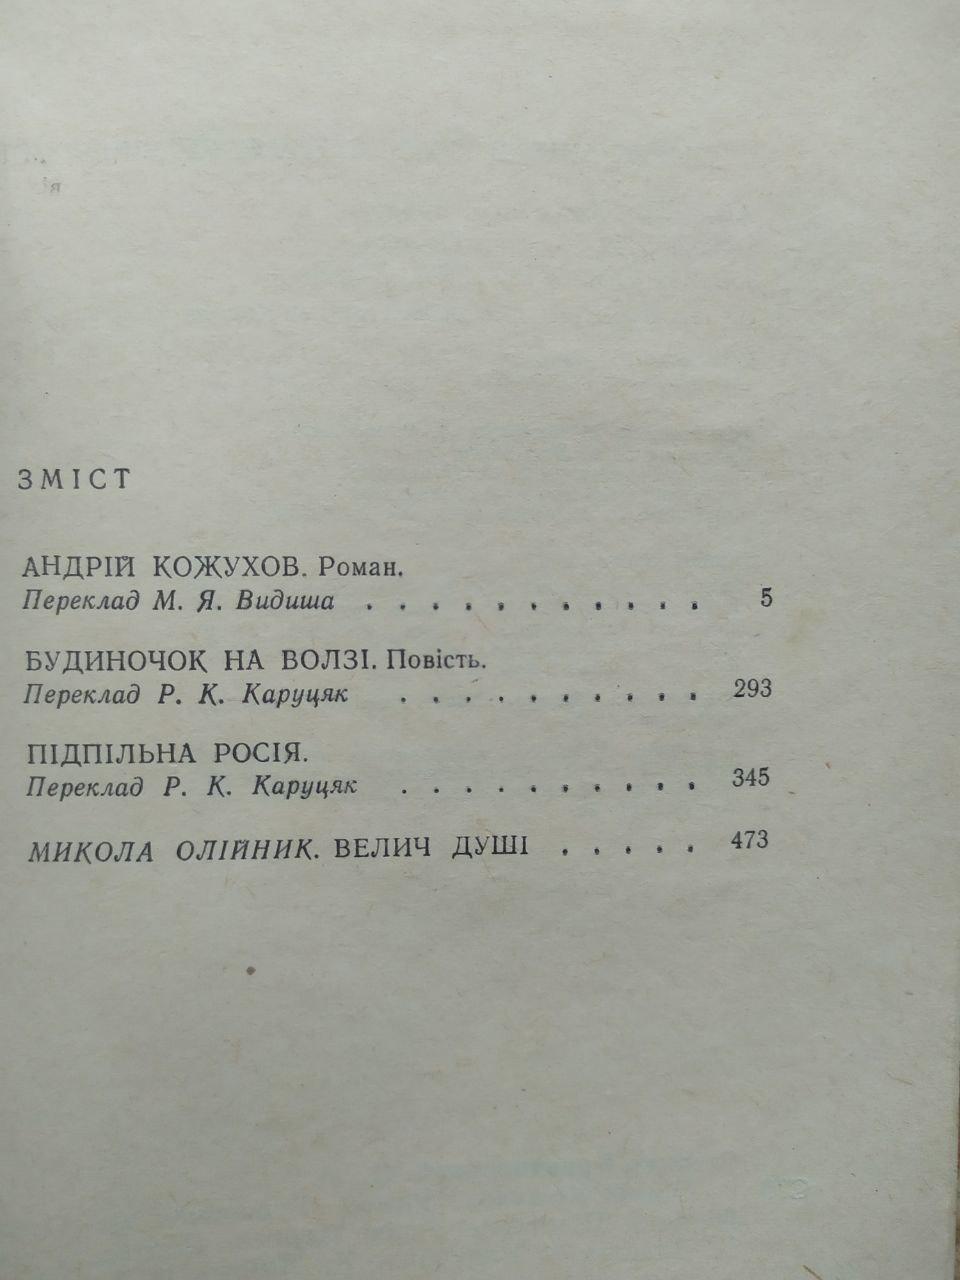 ЗМІСТ
АНДРІЙ КОЖУХОВ. Роман.
Переклад М. Я. Видиша . . . . . . . . . . . 5
БУДИНОЧОК НА ВОЛЗІ. Повість.
Переклад Р. К. Каруцяк . . . . . . . . . . 293
ПІДПІЛЬНА РОСІЯ.
Переклад Р. К. Каруцяк . . . . . . . . . . 345
МИКОЛА ОЛІЙНИК. ВЕЛИЧ ДУШІ . . . . . 473